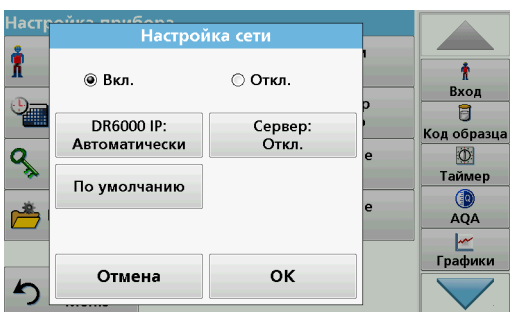 Настройка прибора
Настройка сети
Вкл.
Откл.
DR6000 IP:
Автоматически
Сервер:
Откл.
По умолчанию
Отмена
OK
Вход
Код образца
Таймер
AQA
Графики